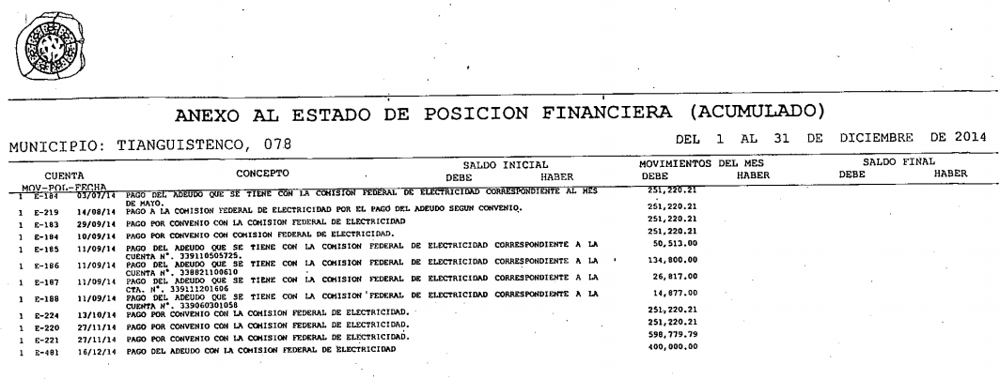 ANEXO AL ESTADO DE POSICION FINANCIERA (ACUMULADO)
MUNICIPIO: TIANGUISTENCO, 078 DEL 1 AL 31 DE DICIEMBRE DE 2014
CUENTA CONCEPTO SALDO INICIAL MOVIMIENTOS DEL MES SALDO FINAL
MOV-POL-FECHA DEBE HABER DEBE HABER DEBE HABER
1 E-184 03/07/14 PAGO DEL ADEUDO QUE SE TIENE CON LA COMISION FEDERAL DE ELECTRICIDAD CORRESPONDIENTE AL MES 251,220.21
DE MAYO.
1 E-219 14/08/14 PAGO A LA COMISION FEDERAL DE ELECTRICIDAD POR EL PAGO DEL ADEUDO SEGUN CONVENIO. 251,220.21
1 E-183 29/09/14 PAGO POR CONVENIO CON LA COMISION FEDERAL DE ELECTRICIDAD 251,220.21
1 E-184 10/09/14 PAGO POR CONVENIO CON COMISION FEDERAL DE ELECTRICIDAD. 251,220.21
1 E-185 11/09/14 PAGO DEL ADEUDO QUE SE TIENE CON LA COMISION FEDERAL DE ELECTRICIDAD CORRESPONDIENTE A LA 50,513.00
CUENTA N°. 339110505725.
1 E-186 11/09/14 PAGO DEL ADEUDO QUE SE TIENE CON LA COMISION FEDERAL DE ELECTRICIDAD CORRESPONDIENTE A LA 134,800.00
CUENTA N°. 338821100610
1 E-187 11/09/14 PAGO DEL ADEUDO QUE SE TIENE CON LA COMISION FEDERAL DE ELECTRICIDAD CORRESPONDIENTE A LA 26,817.00
CTA. N°. 339111201606
1 E-188 11/09/14 PAGO DEL ADEUDO QUE SE TIENE CON LA COMISION FEDERAL DE ELECTRICIDAD CORRESPONDIENTE A LA 14,877.00
CUENTA N°. 339060301058
1 E-224 13/10/14 PAGO POR CONVENIO CON LA COMISION FEDERAL DE ELECTRICIDAD. 251,220.21
1 E-220 27/11/14 PAGO POR CONVENIO CON LA COMISION FEDERAL DE ELECTRICIDAD. 251,220.21
1 E-221 27/11/14 PAGO POR CONVENIO CON LA COMISION FEDERAL DE ELECTRICIDAD. 598,779.79
1 E-481 16/12/14 PAGO DEL ADEUDO CON LA COMISION FEDERAL DE ELECTRICIDAD 400,000.00